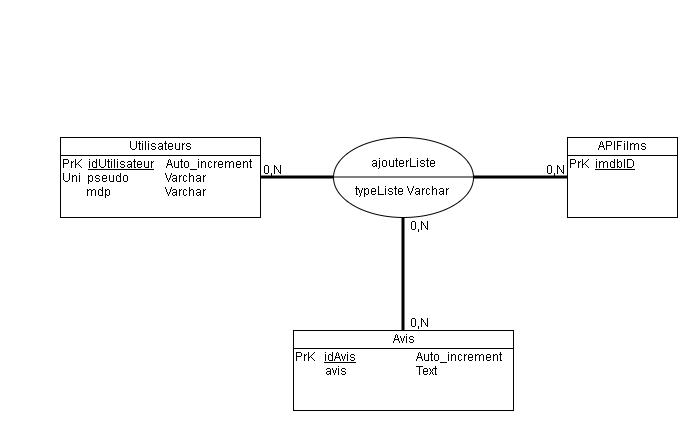 Utilisateurs
PrK idUtilisateur Auto_increment
Uni pseudo Varchar
mdp Varchar
0,N
ajouterListe
typeListe Varchar
0,N
APIFilms
PrK imdbID
0,N
0,N
Avis
PrK idAvis Auto_increment
avis Text